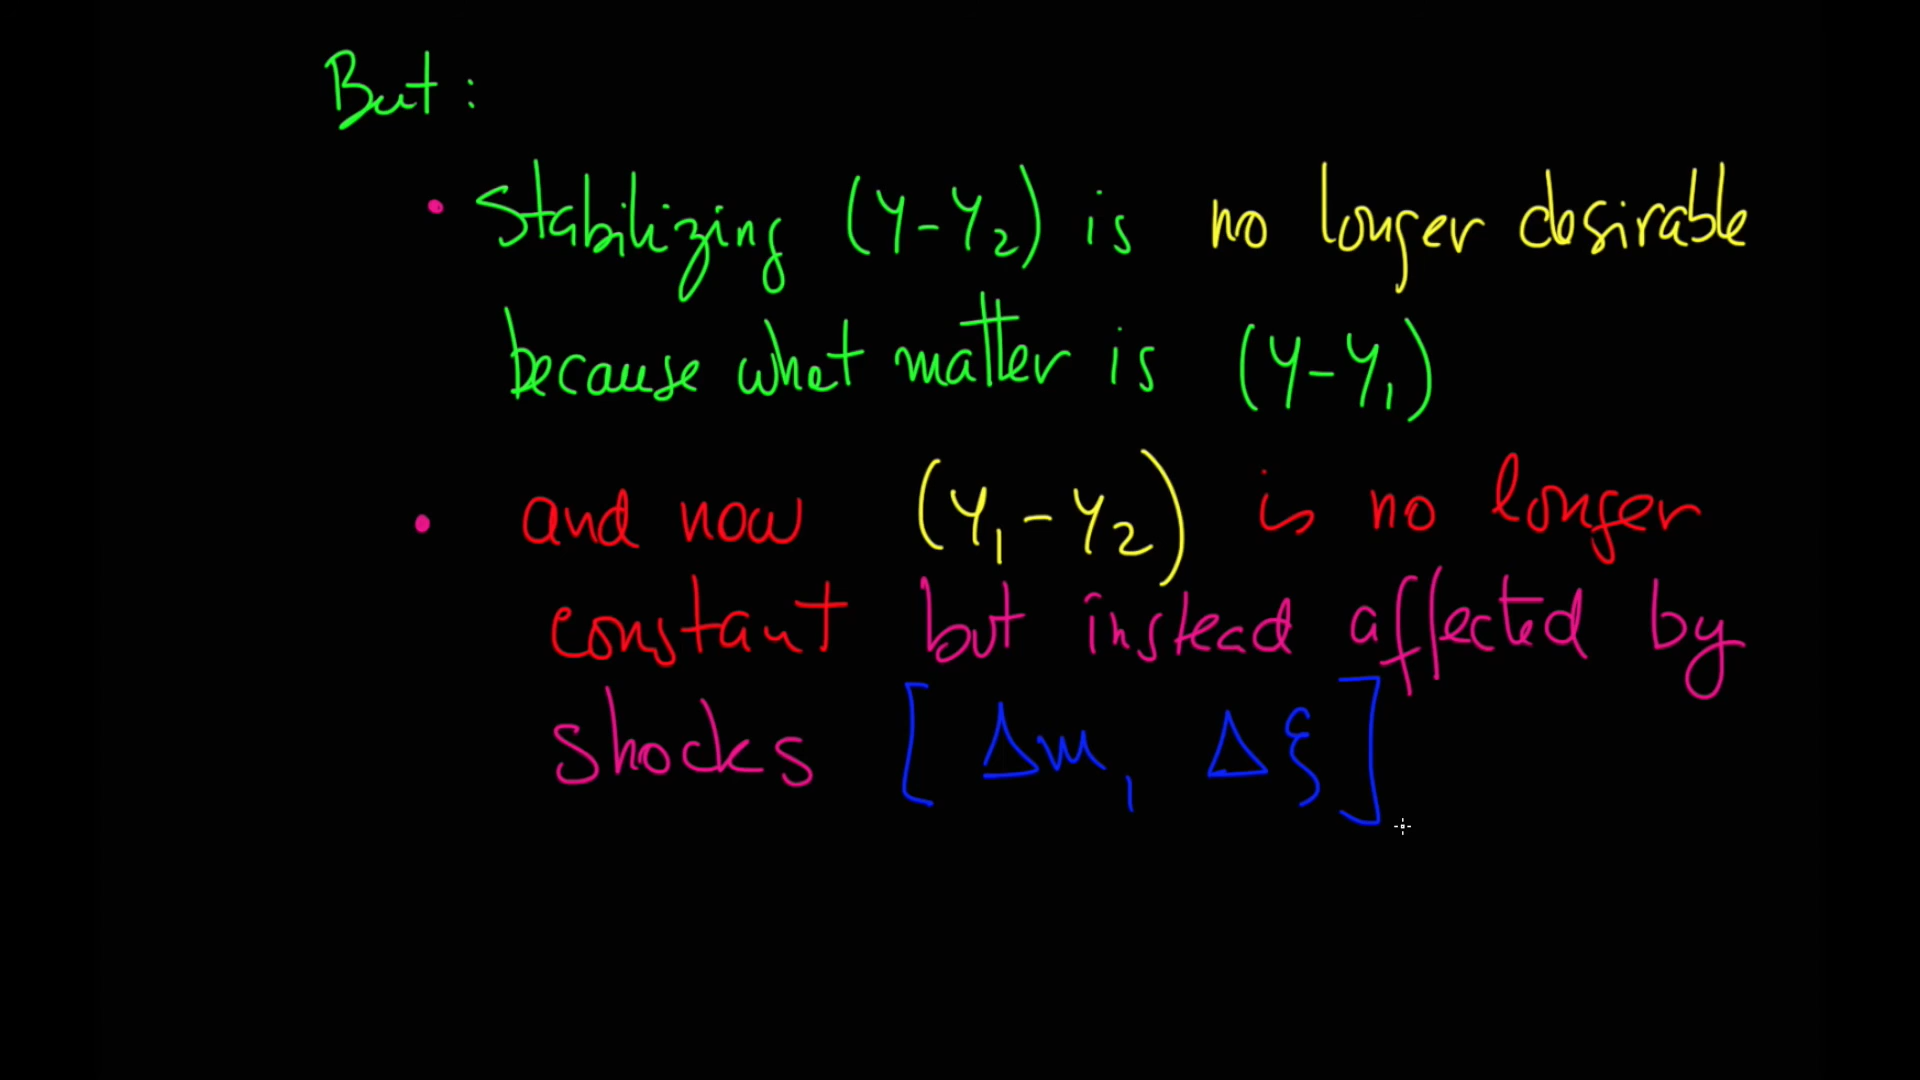 But :
• Stabilizing (Y-Y₂) is no longer desirable
because what matter is (Y-Y₁)
• and now (Y₁-Y₂) is no longer
constant but instead affected by
shocks [Δm, Δξ]